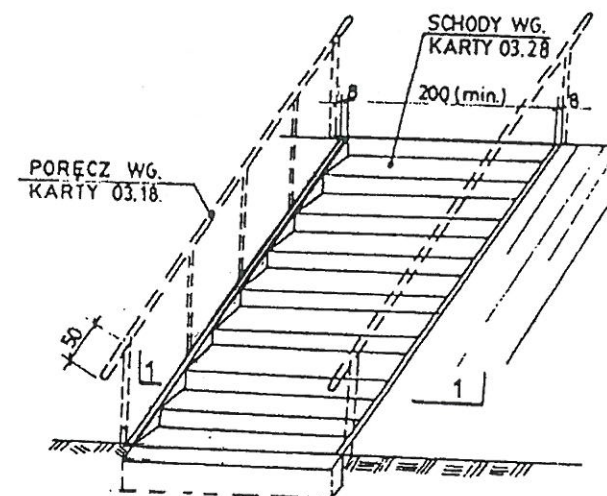 SCHODY WG.
KARTY 03.28
8
200 (min.)
8
PORĘCZ WG.
KARTY 03.18.
50
1
1